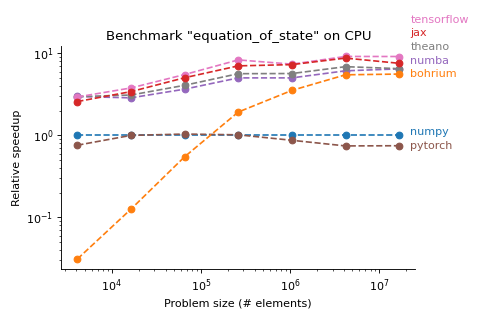 Benchmark "equation_of_state" on CPU
tensorflow
jax
theano
numba
bohrium
numpy
pytorch
Relative speedup
10¹
10⁰
10⁻¹
10⁴
10⁵
10⁶
10⁷
Problem size (# elements)